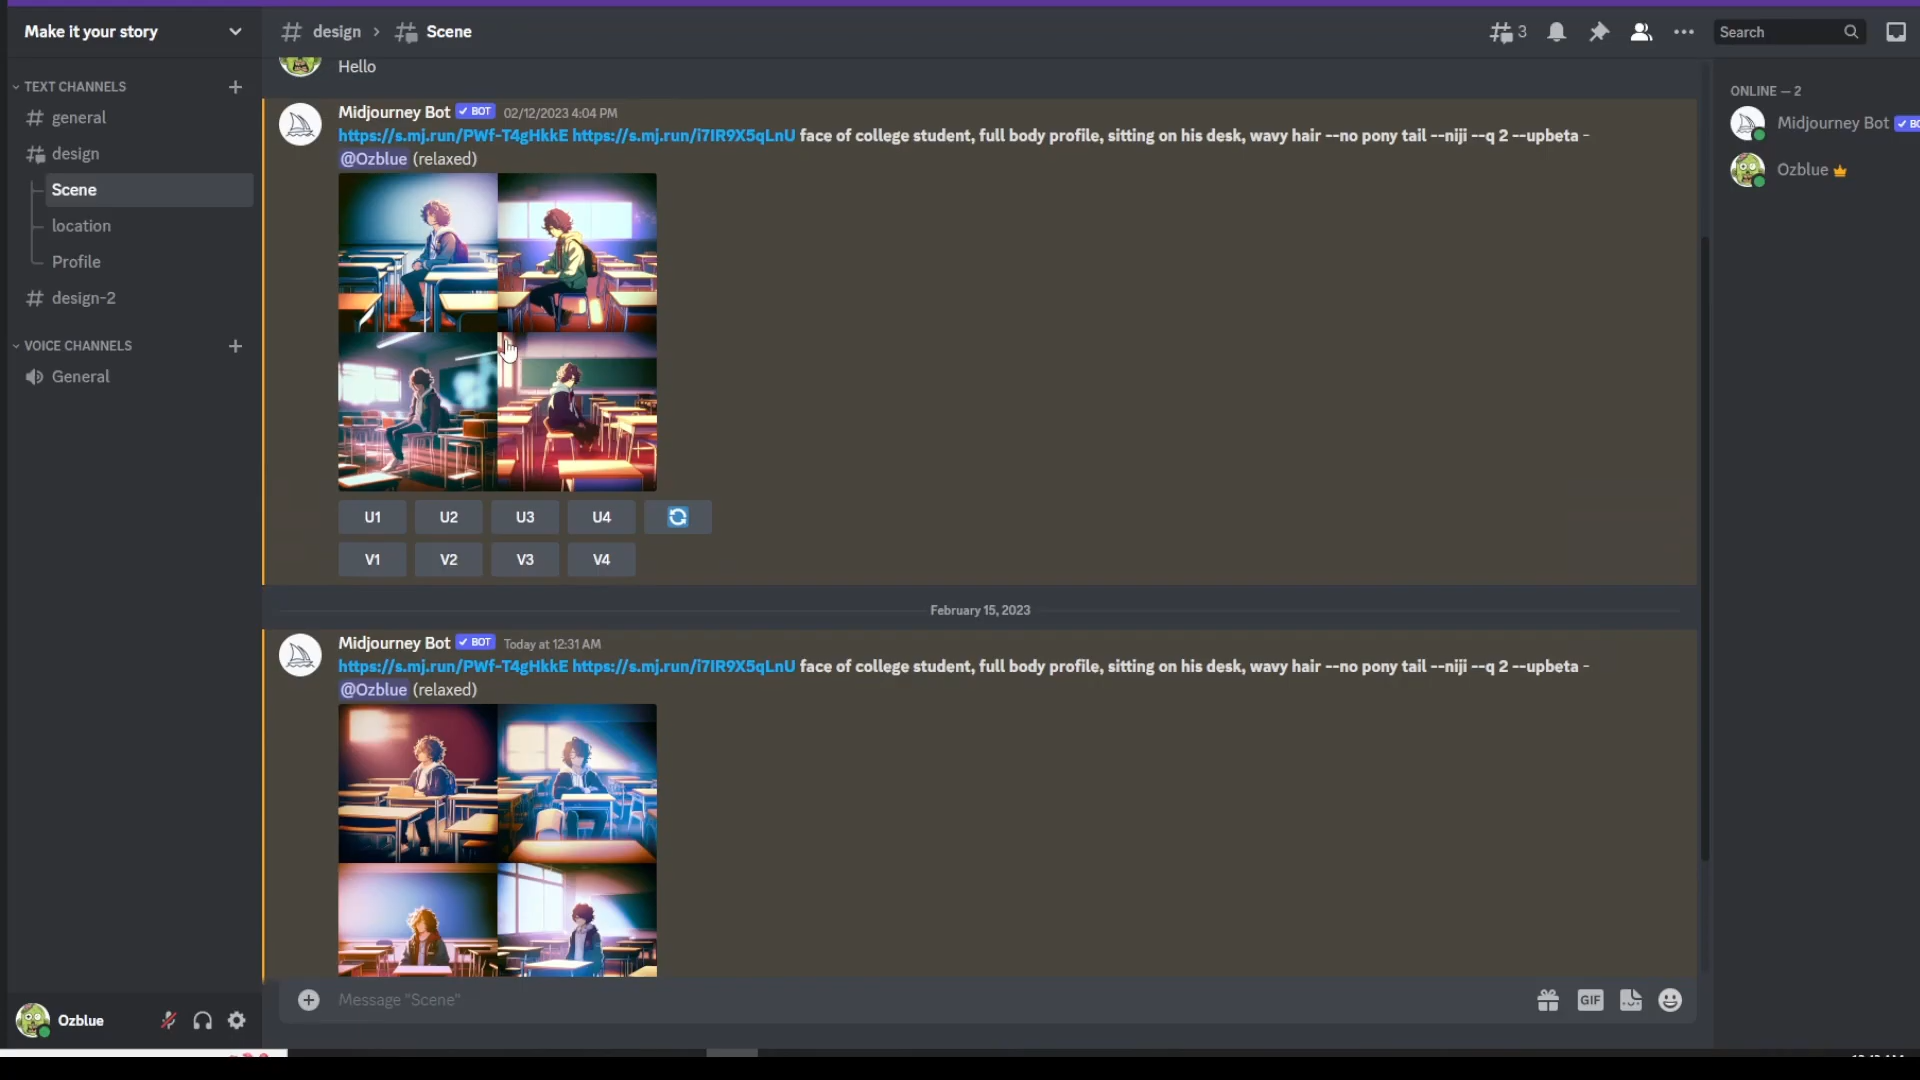 Make it your story
# design > Scene
3
Search
TEXT CHANNELS
general
design
Scene
location
Profile
design-2
VOICE CHANNELS
General
Hello
Midjourney Bot ✓ BOT 02/12/2023 4:04 PM
https://s.mj.run/PWf-T4gHkkE https://s.mj.run/i7IR9X5qLnU face of college student, full body profile, sitting on his desk, wavy hair --no pony tail --niji --q 2 --upbeta -
@Ozblue (relaxed)
U1 U2 U3 U4
V1 V2 V3 V4
February 15, 2023
Midjourney Bot ✓ BOT Today at 12:31 AM
https://s.mj.run/PWf-T4gHkkE https://s.mj.run/i7IR9X5qLnU face of college student, full body profile, sitting on his desk, wavy hair --no pony tail --niji --q 2 --upbeta -
@Ozblue (relaxed)
Message "Scene"
GIF
ONLINE — 2
Midjourney Bot ✓ BO
Ozblue
Ozblue